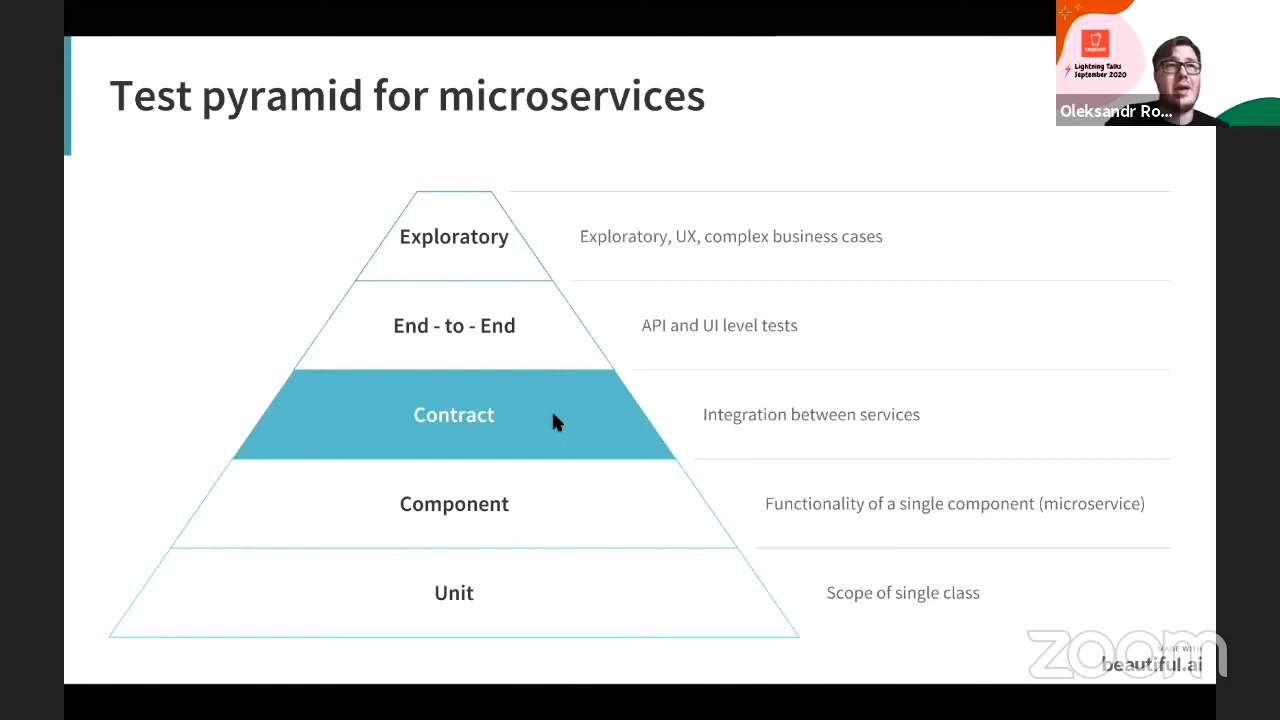 Test pyramid for microservices
taqelah!
Lightning Talks
September 2020
Oleksandr Ro...
Exploratory
Exploratory, UX, complex business cases
End - to - End
API and UI level tests
Contract
Integration between services
Component
Functionality of a single component (microservice)
Unit
Scope of single class
zoom
MADE WITH
beautiful.ai